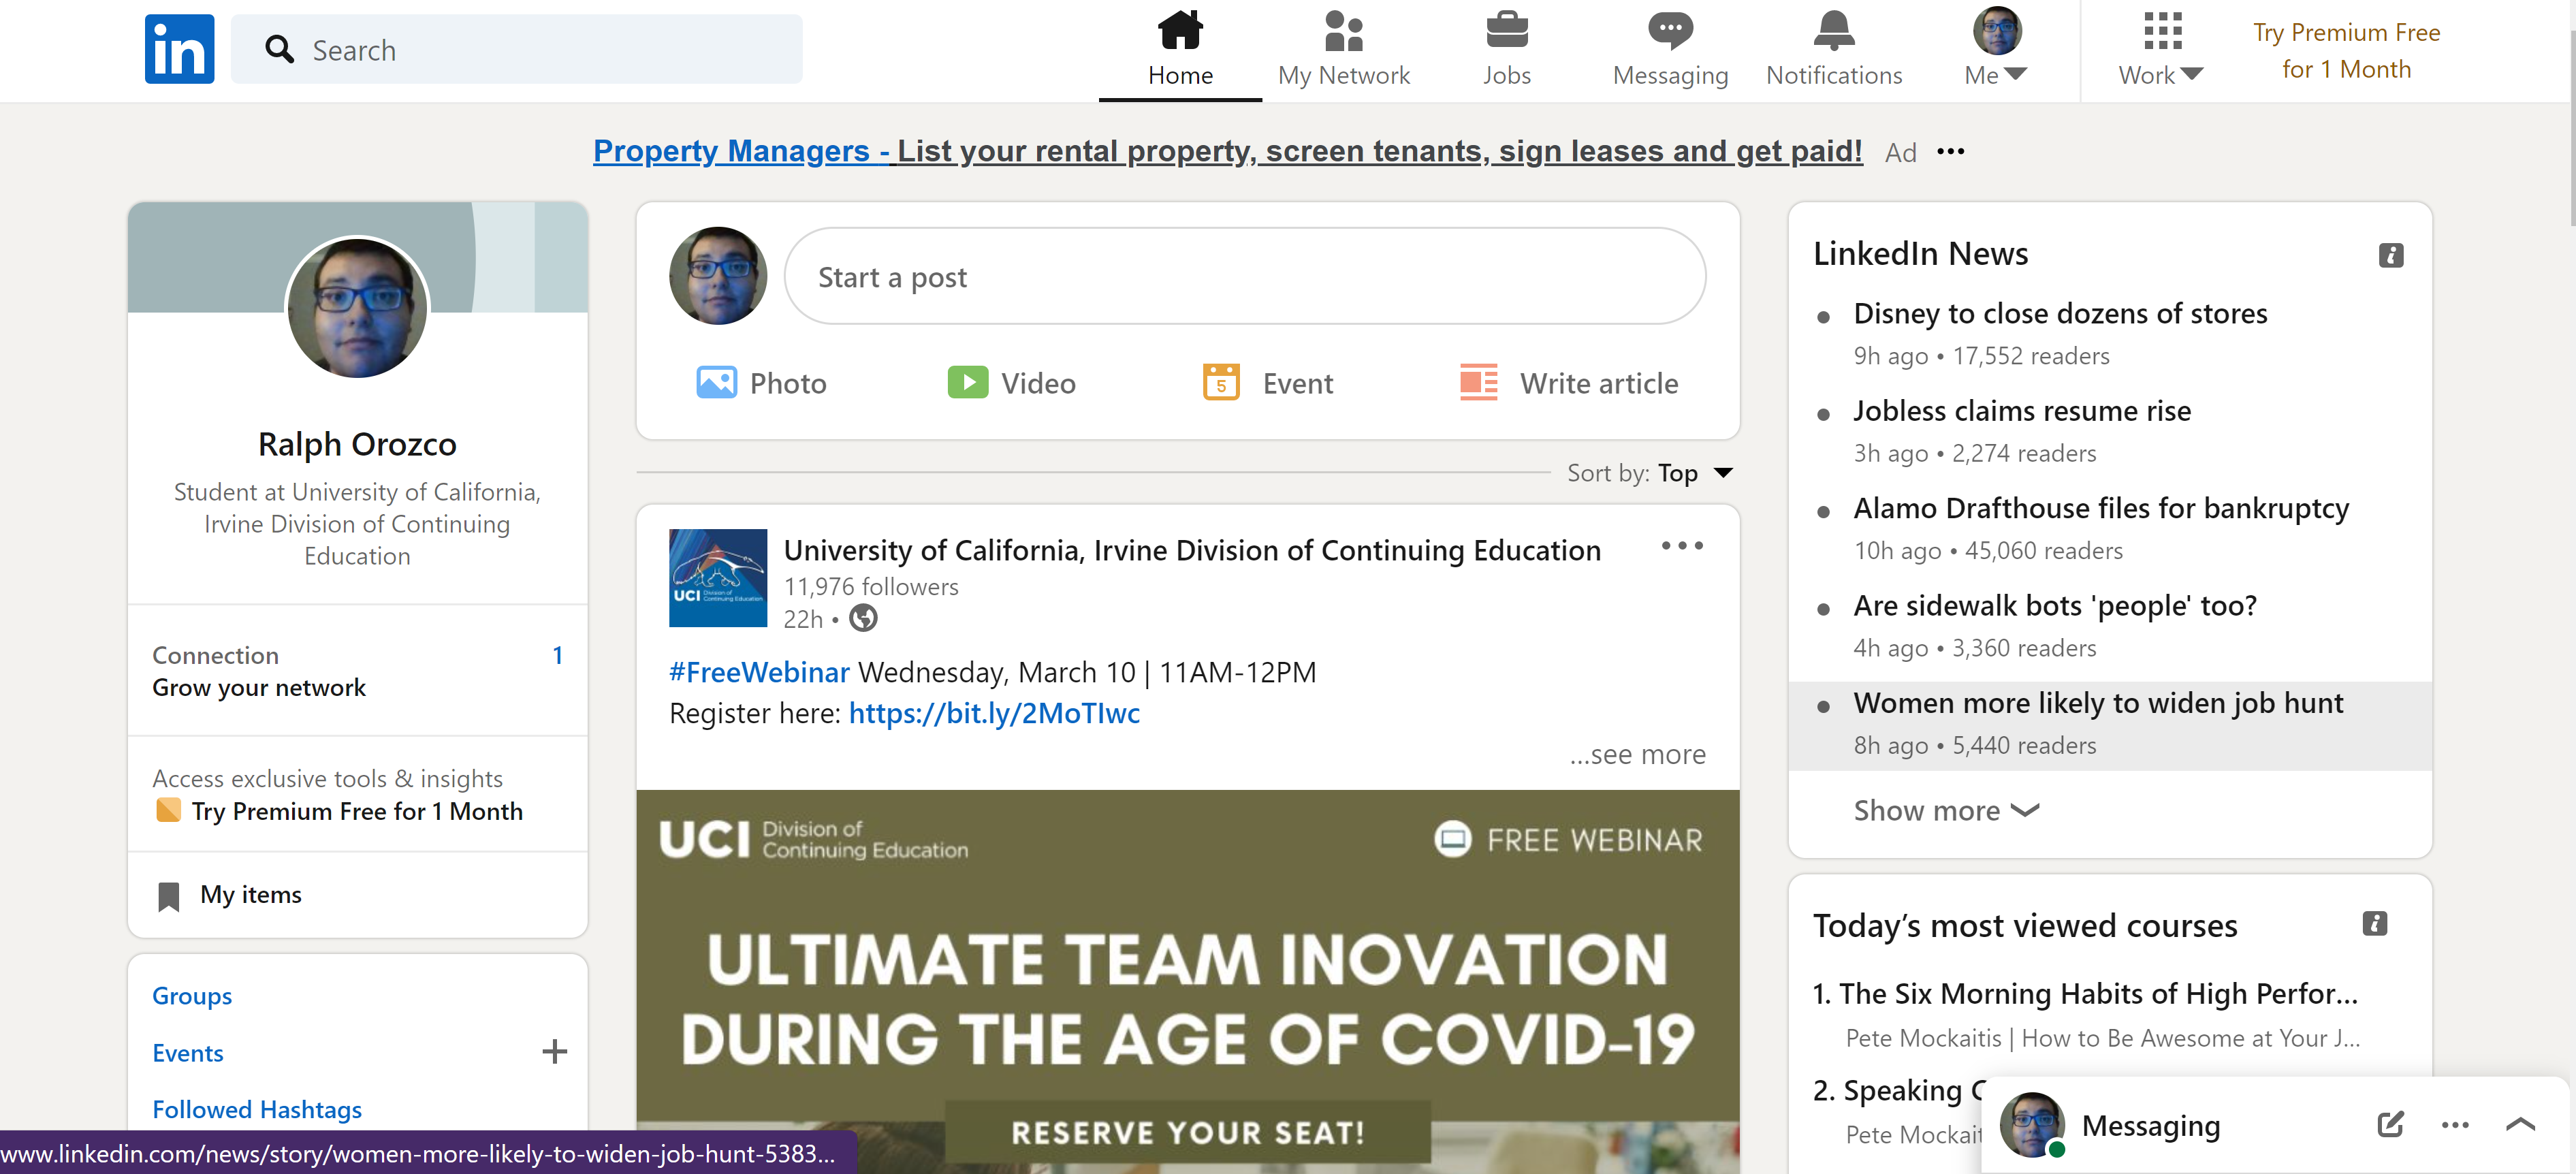 in
Search
Home
My Network
Jobs
Messaging
Notifications
Me
Work
Try Premium Free
for 1 Month
Property Managers - List your rental property, screen tenants, sign leases and get paid!
Ad
Ralph Orozco
Student at University of California,
Irvine Division of Continuing
Education
Connection 1
Grow your network
Access exclusive tools & insights
Try Premium Free for 1 Month
My items
Groups
Events
Followed Hashtags
www.linkedin.com/news/story/women-more-likely-to-widen-job-hunt-5383...
Start a post
Photo
Video
5
Event
Write article
Sort by: Top
UCI Division of
Continuing Education
University of California, Irvine Division of Continuing Education
11,976 followers
22h •
#FreeWebinar Wednesday, March 10 | 11AM-12PM
Register here: https://bit.ly/2MoTIwc
...see more
UCI Division of
Continuing Education
FREE WEBINAR
ULTIMATE TEAM INOVATION
DURING THE AGE OF COVID-19
RESERVE YOUR SEAT!
LinkedIn News
Disney to close dozens of stores
9h ago • 17,552 readers
Jobless claims resume rise
3h ago • 2,274 readers
Alamo Drafthouse files for bankruptcy
10h ago • 45,060 readers
Are sidewalk bots 'people' too?
4h ago • 3,360 readers
Women more likely to widen job hunt
8h ago • 5,440 readers
Show more
Today’s most viewed courses
1. The Six Morning Habits of High Perfor...
Pete Mockaitis | How to Be Awesome at Your J...
2. Speaking
Pete Mockait
Messaging